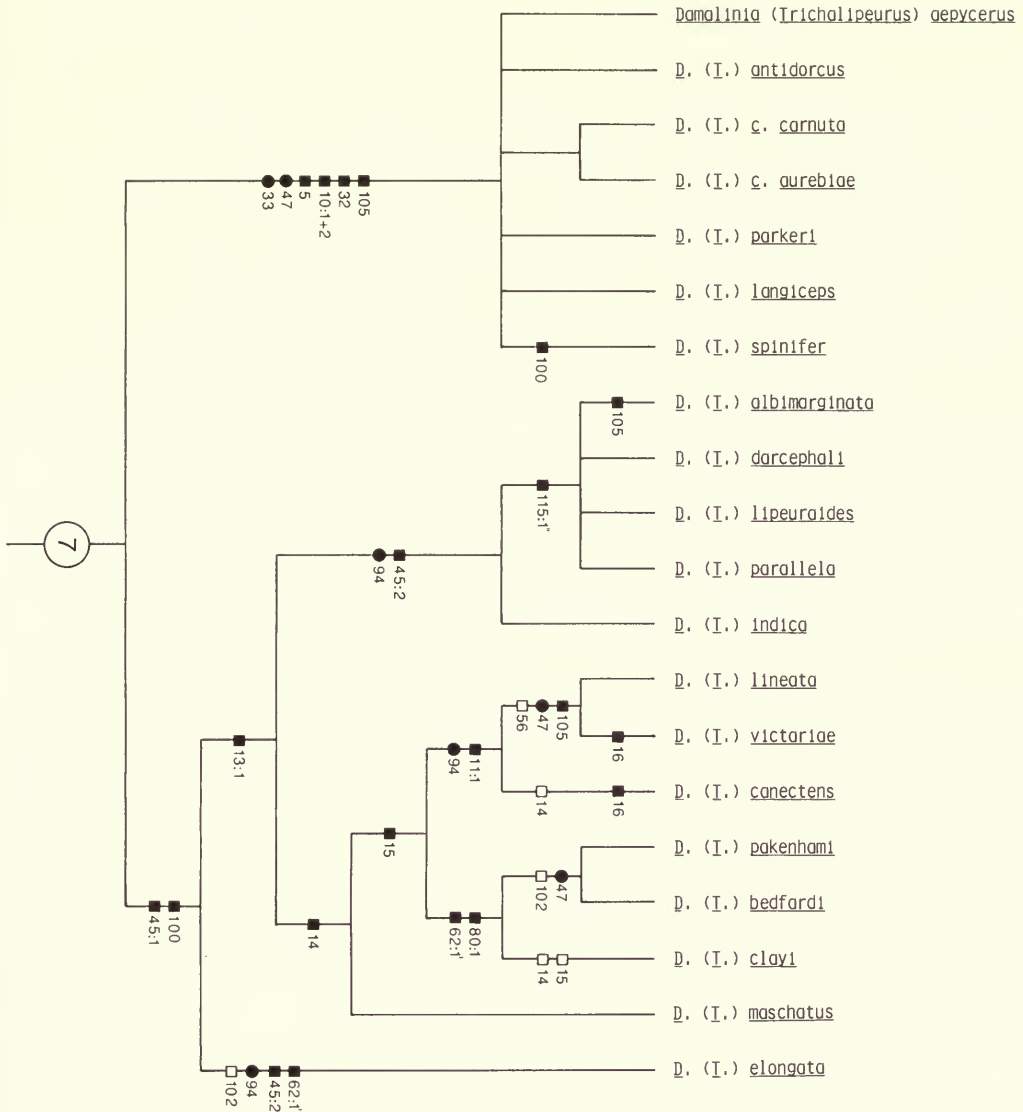 Damalinia (Trichalipeurus) aepycerus
D. (T.) antidorcus
D. (T.) c. carnuta
D. (T.) c. aurebiae
33
47
5
10:1+2
32
105
D. (T.) parkeri
D. (T.) langiceps
D. (T.) spinifer
100
D. (T.) albimarginata
105
D. (T.) darcephali
115:1"
D. (T.) lipeuraides
7
94
45:2
D. (T.) parallela
D. (T.) indica
D. (T.) lineata
56
47
105
D. (T.) victariae
16
13:1
94
11:1
D. (T.) canectens
14
16
15
D. (T.) pakenhami
102
47
D. (T.) bedfardi
45:1
100
14
62:1'
80:1
D. (T.) clayi
14
15
D. (T.) maschatus
D. (T.) elongata
102
94
45:2
62:1'